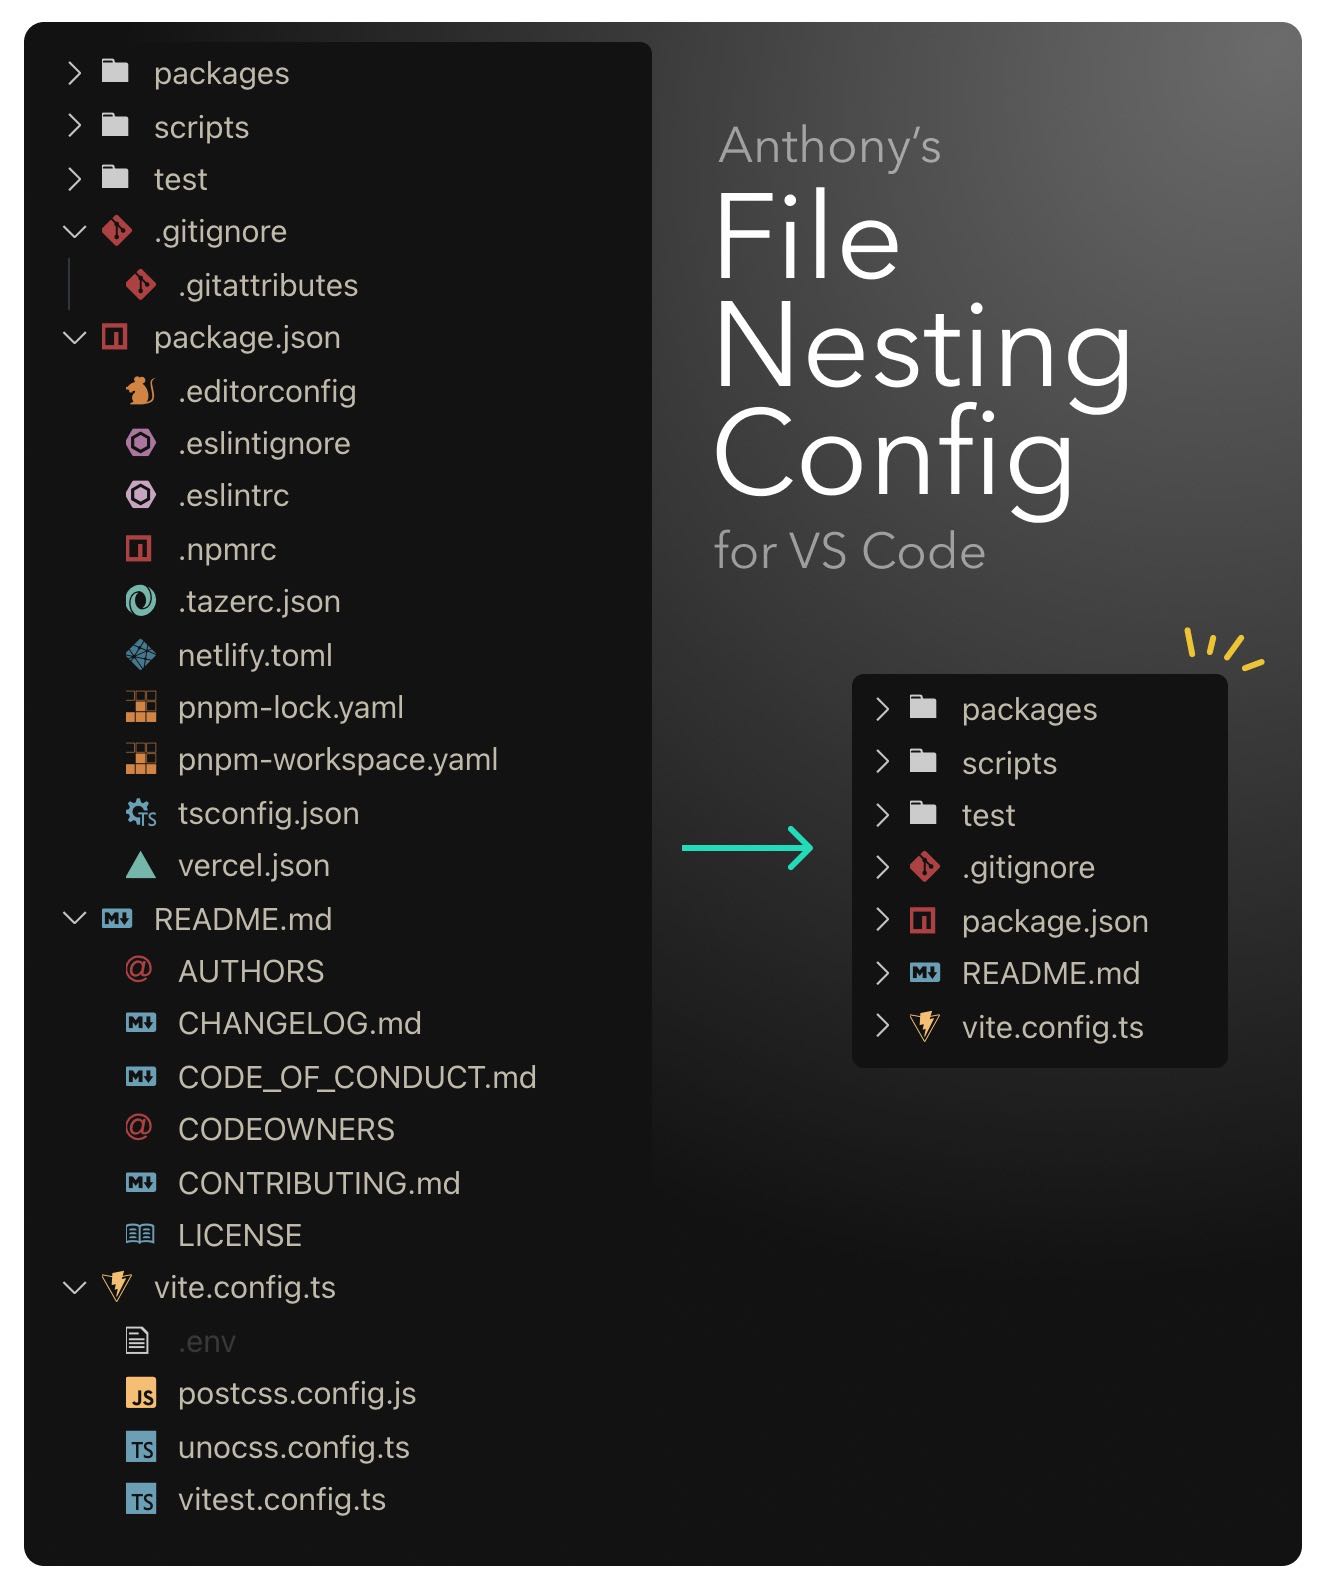 packages
scripts
test
.gitignore
.gitattributes
package.json
.editorconfig
.eslintignore
.eslintrc
.npmrc
.tazerc.json
netlify.toml
pnpm-lock.yaml
pnpm-workspace.yaml
tsconfig.json
vercel.json
README.md
AUTHORS
CHANGELOG.md
CODE_OF_CONDUCT.md
CODEOWNERS
CONTRIBUTING.md
LICENSE
vite.config.ts
.env
postcss.config.js
unocss.config.ts
vitest.config.ts
Anthony's
File
Nesting
Config
for VS Code
packages
scripts
test
.gitignore
package.json
README.md
vite.config.ts